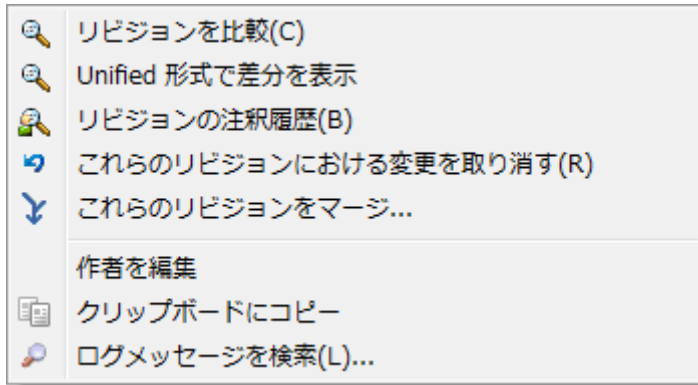 リビジョンを比較(C)
Unified 形式で差分を表示
リビジョンの注釈履歴(B)
これらのリビジョンにおける変更を取り消す(R)
これらのリビジョンをマージ...
作者を編集
クリップボードにコピー
ログメッセージを検索(L)...